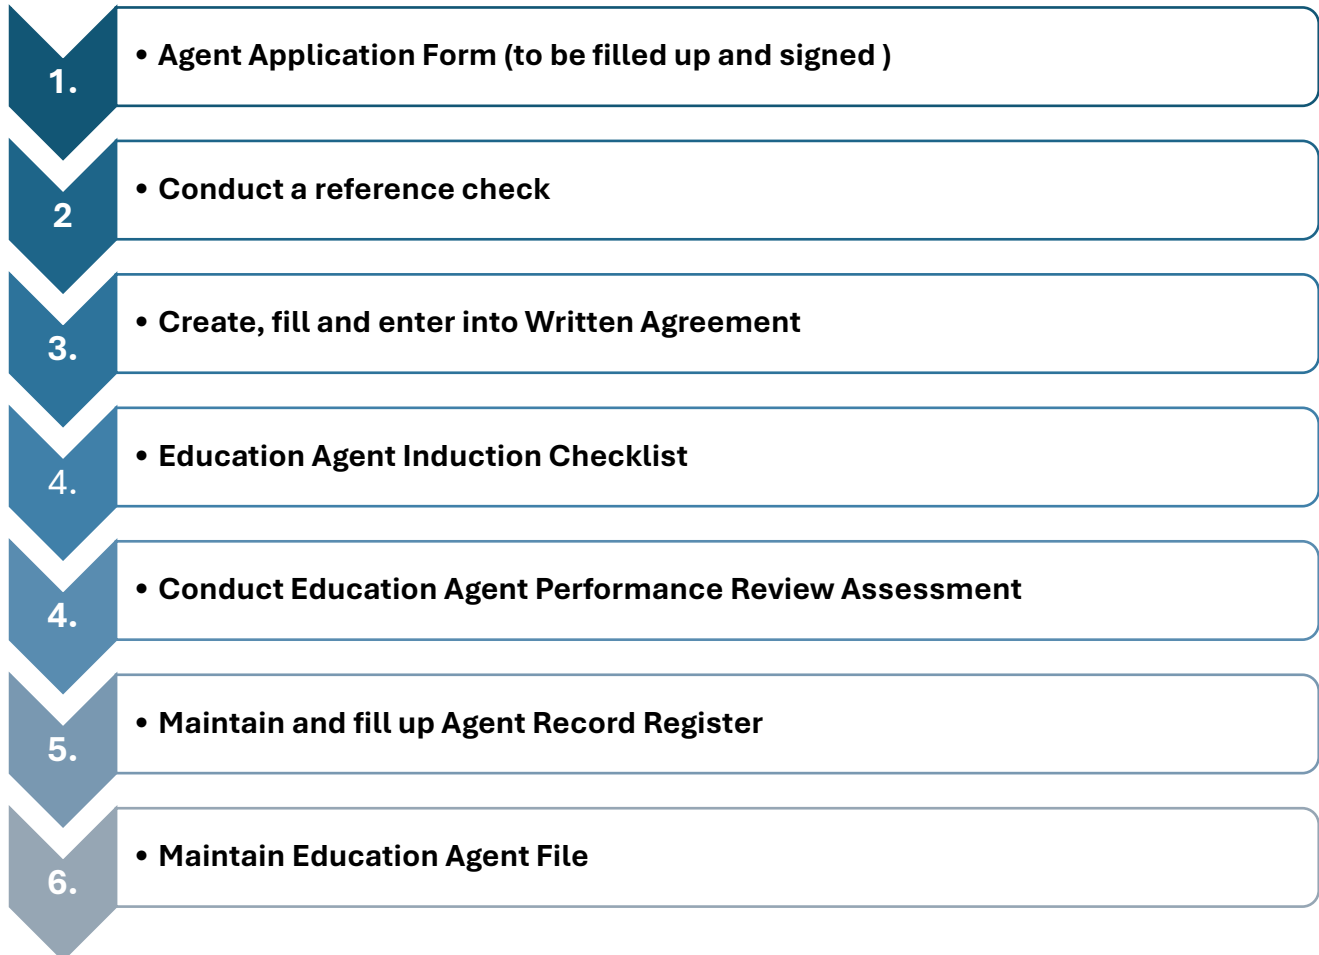 1. • Agent Application Form (to be filled up and signed )
2 • Conduct a reference check
3. • Create, fill and enter into Written Agreement
4. • Education Agent Induction Checklist
4. • Conduct Education Agent Performance Review Assessment
5. • Maintain and fill up Agent Record Register
6. • Maintain Education Agent File